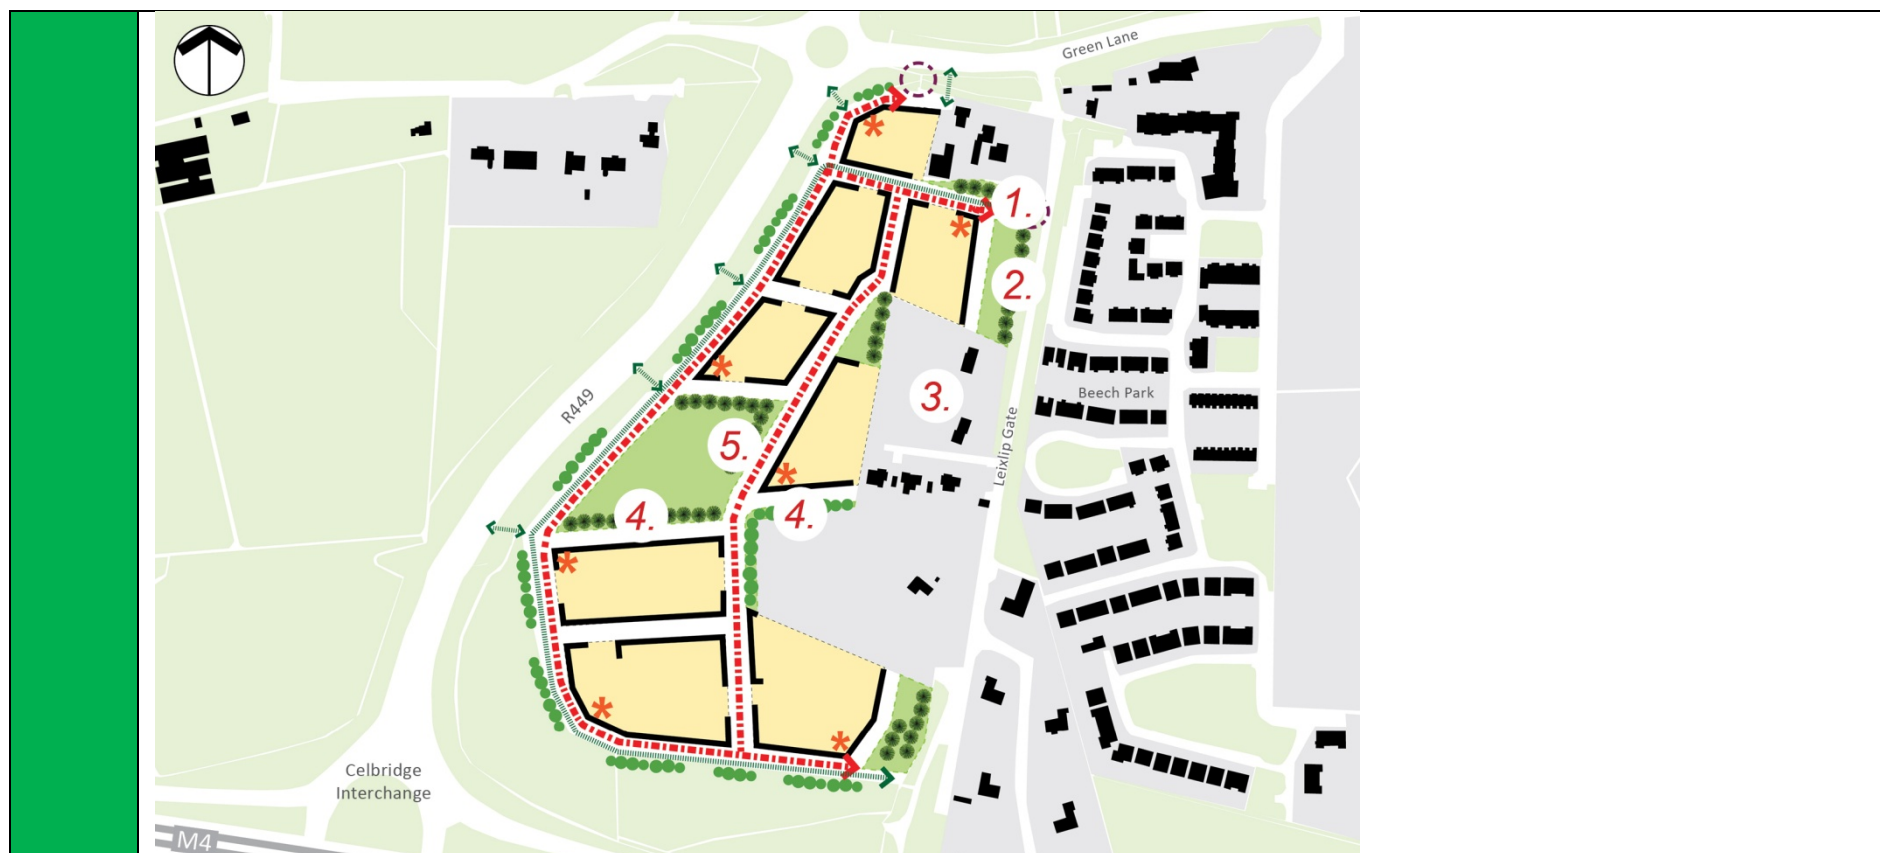 Green Lane
1.
2.
3.
Beech Park
R449
Leixlip Gate
5.
4.
4.
Celbridge
Interchange
M4